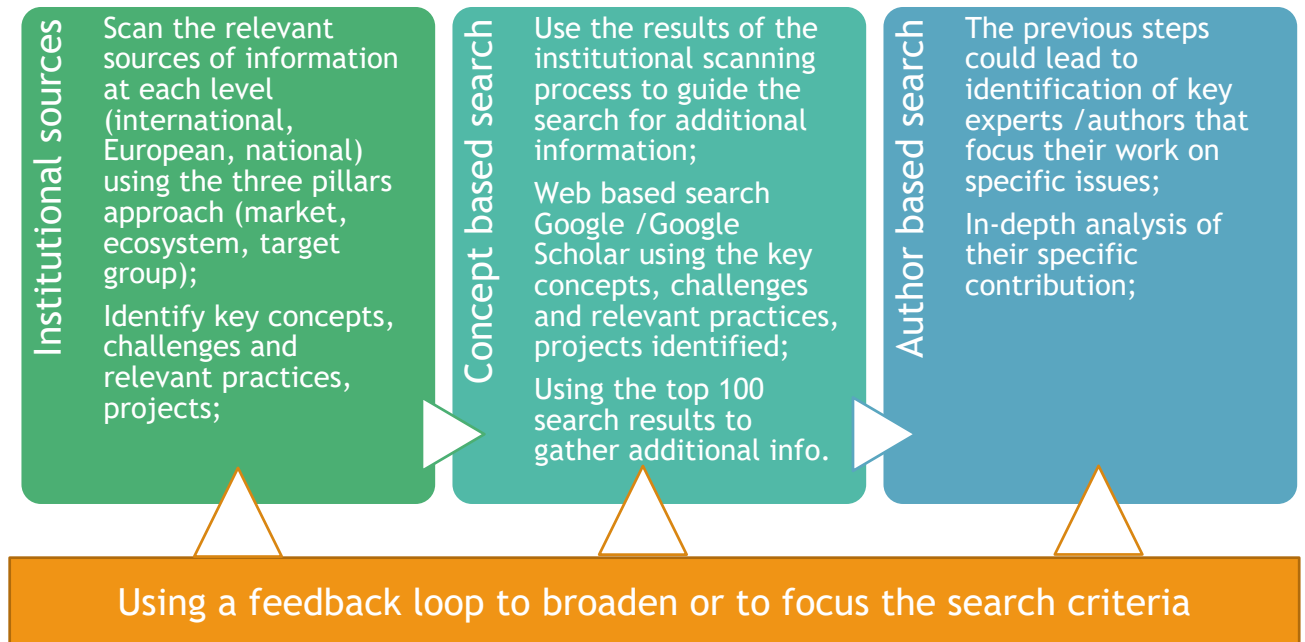 Institutional sources
Scan the relevant
sources of information
at each level
(international,
European, national)
using the three pillars
approach (market,
ecosystem, target
group);
Identify key concepts,
challenges and
relevant practices,
projects;
Concept based search
Use the results of the
institutional scanning
process to guide the
search for additional
information;
Web based search
Google /Google
Scholar using the key
concepts, challenges
and relevant practices,
projects identified;
Using the top 100
search results to
gather additional info.
Author based search
The previous steps
could lead to
identification of key
experts /authors that
focus their work on
specific issues;
In-depth analysis of
their specific
contribution;
Using a feedback loop to broaden or to focus the search criteria